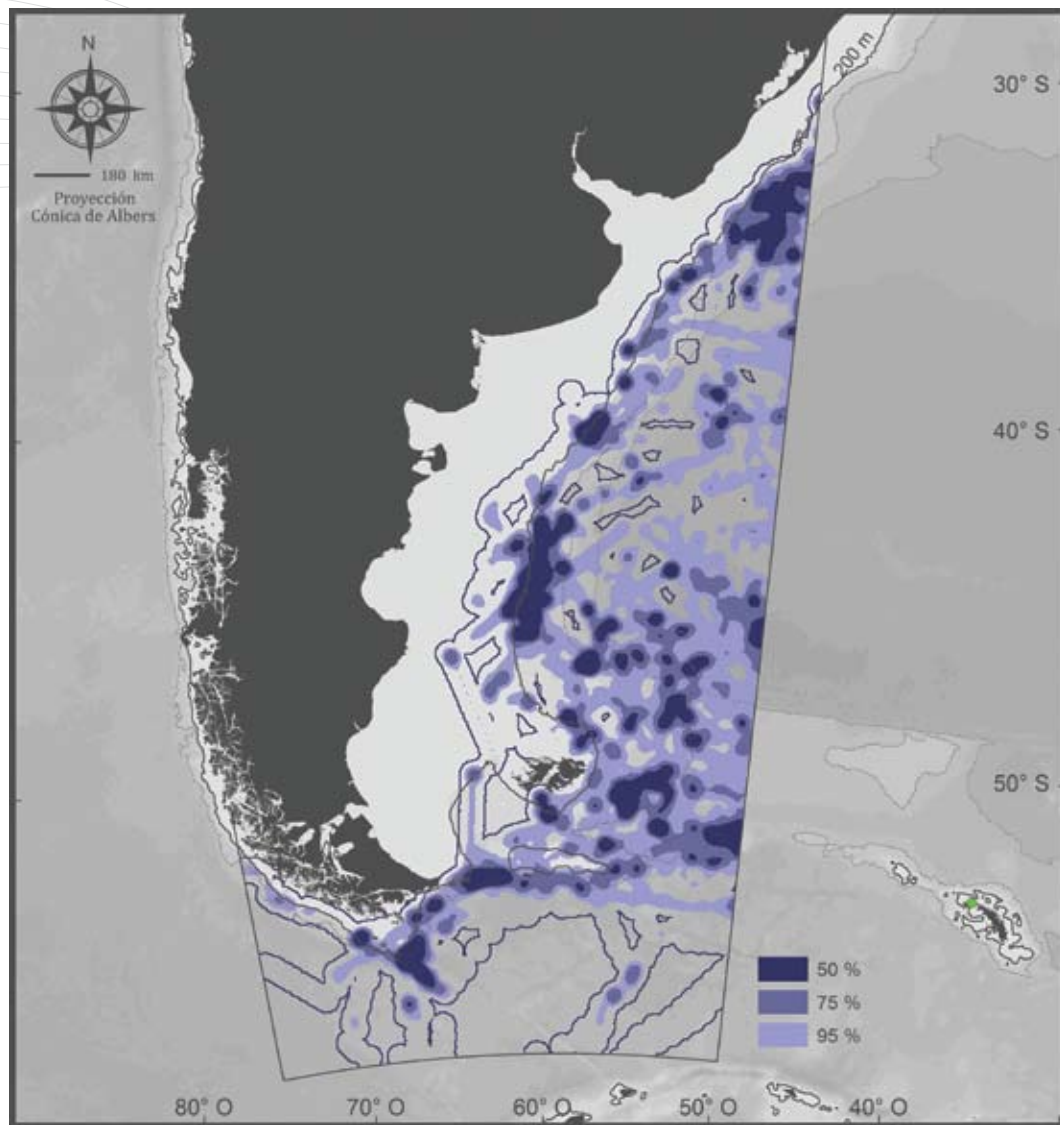 N
180 km
Proyección
Cónica de Albers
200 m
30° S
40° S
50° S
50 %
75 %
95 %
80° O
70° O
60° O
50° O
40° O